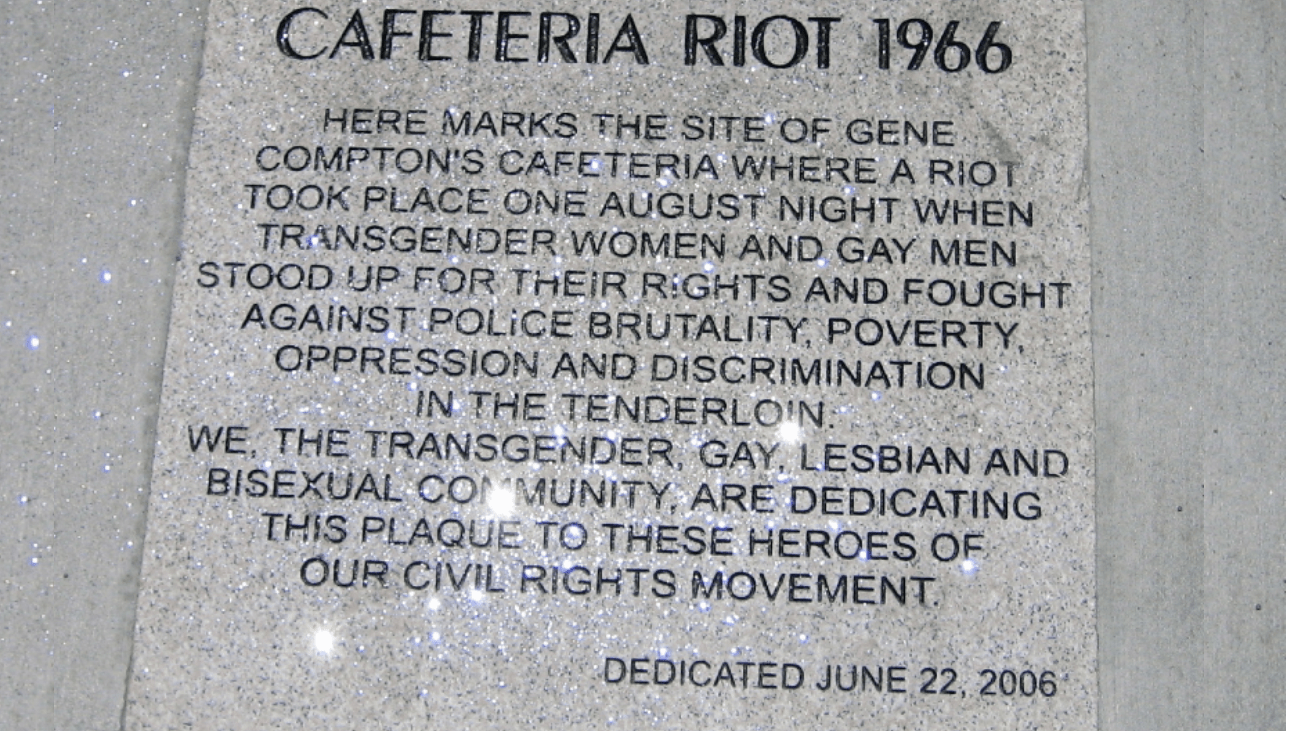 CAFETERIA RIOT 1966
HERE MARKS THE SITE OF GENE
COMPTON'S CAFETERIA WHERE A RIOT
TOOK PLACE ONE AUGUST NIGHT WHEN
TRANSGENDER WOMEN AND GAY MEN
STOOD UP FOR THEIR RIGHTS AND FOUGHT
AGAINST POLICE BRUTALITY, POVERTY,
OPPRESSION AND DISCRIMINATION
IN THE TENDERLOIN.
WE, THE TRANSGENDER, GAY, LESBIAN AND
BISEXUAL COMMUNITY, ARE DEDICATING
THIS PLAQUE TO THESE HEROES OF
OUR CIVIL RIGHTS MOVEMENT.
DEDICATED JUNE 22, 2006